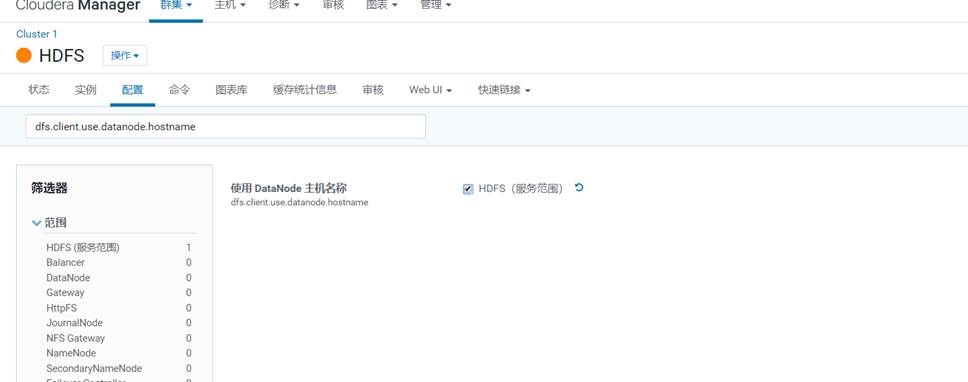 Cloudera Manager 群集 主机 诊断 审核 图表 管理
Cluster 1
HDFS 操作
状态 实例 配置 命令 图表库 缓存统计信息 审核 Web UI 快速链接
dfs.client.use.datanode.hostname
筛选器
范围
HDFS (服务范围) 1
Balancer 0
DataNode 0
Gateway 0
HttpFS 0
JournalNode 0
NFS Gateway 0
NameNode 0
SecondaryNameNode 0
Failover Controller
使用 DataNode 主机名称 HDFS（服务范围）
dfs.client.use.datanode.hostname